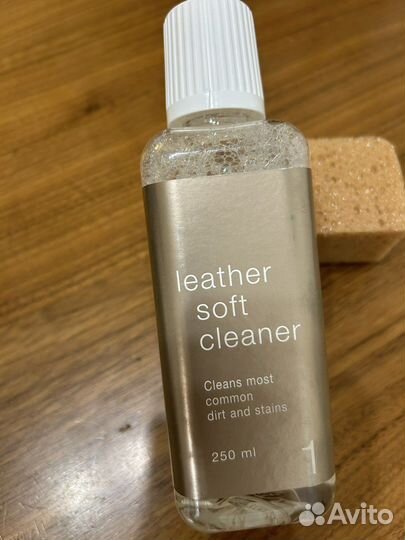 leather
soft
cleaner
Cleans most
common
dirt and stains
250 ml
1
Avito